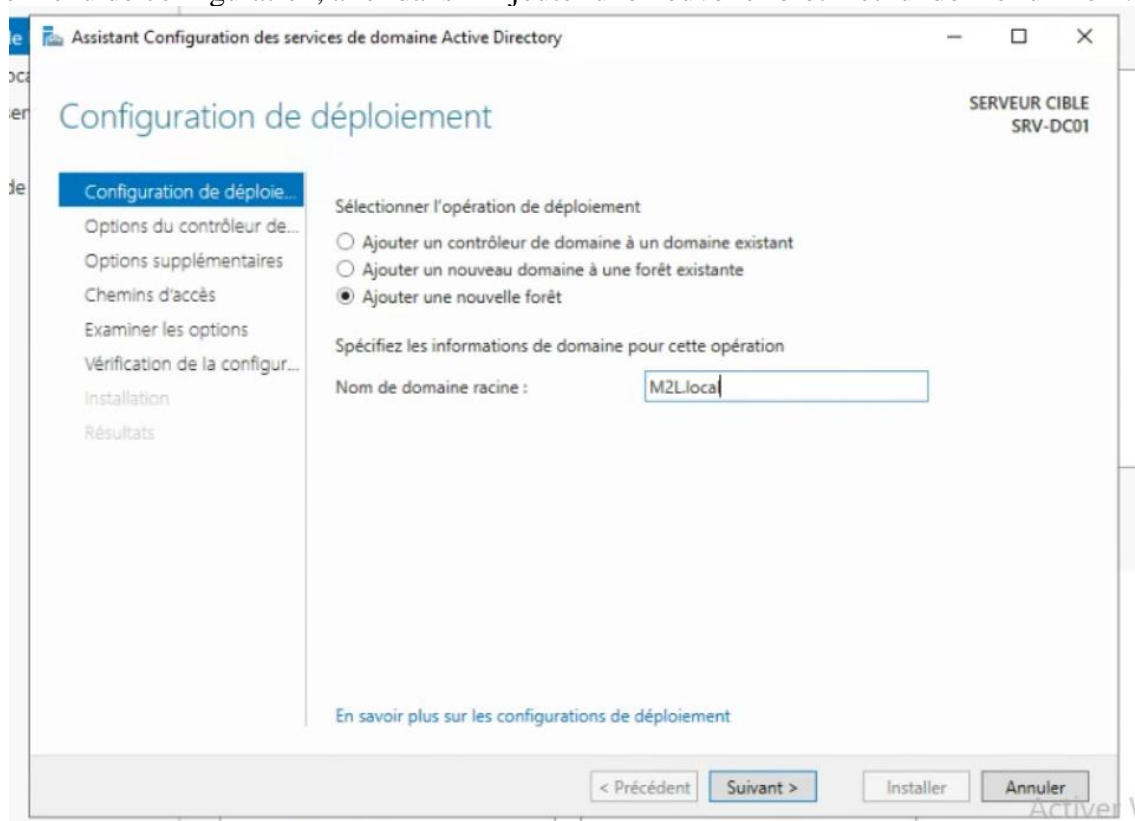 Assistant Configuration des services de domaine Active Directory
Configuration de déploiement
SERVEUR CIBLE
SRV-DC01
Configuration de déploie...
Options du contrôleur de...
Options supplémentaires
Chemins d'accès
Examiner les options
Vérification de la configur...
Installation
Résultats
Sélectionner l'opération de déploiement
Ajouter un contrôleur de domaine à un domaine existant
Ajouter un nouveau domaine à une forêt existante
Ajouter une nouvelle forêt
Spécifiez les informations de domaine pour cette opération
Nom de domaine racine :
M2L.local
En savoir plus sur les configurations de déploiement
< Précédent
Suivant >
Installer
Annuler
Activer